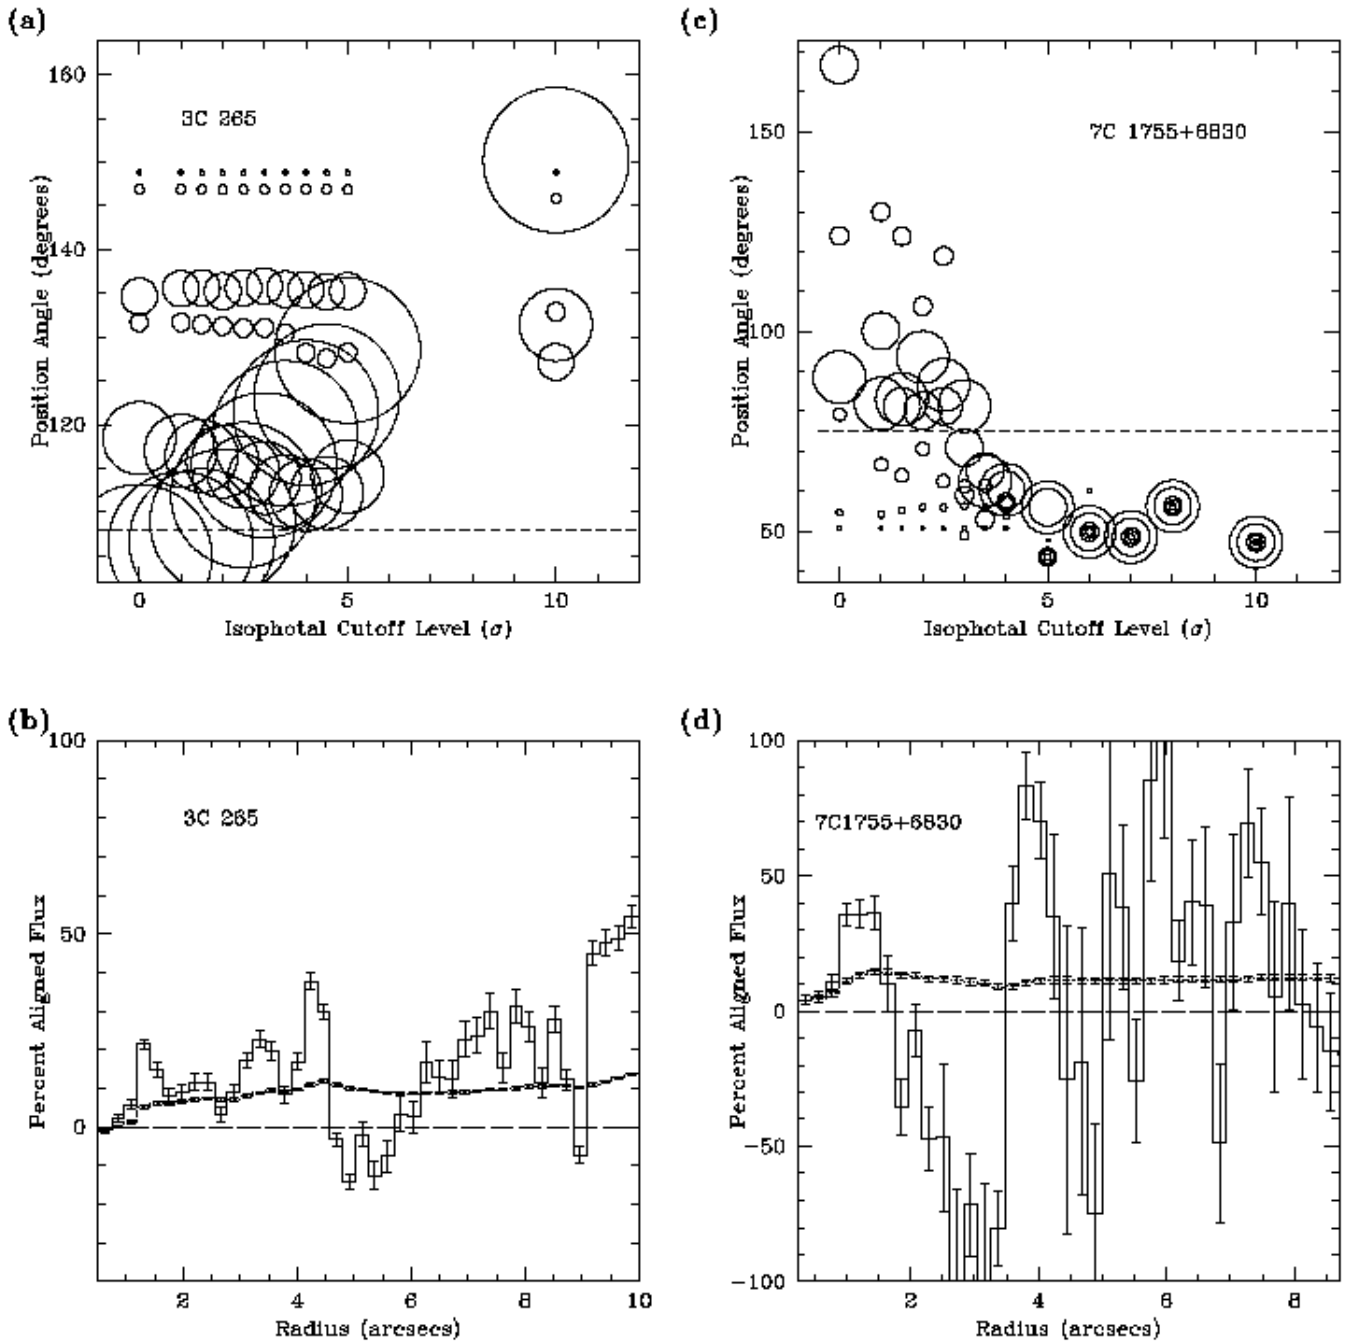 (a)
160
140
120
Position Angle (degrees)
3C 265
0
5
10
Isophotal Cutoff Level (σ)
(c)
150
100
50
Position Angle (degrees)
7C 1755+6830
0
5
10
Isophotal Cutoff Level (σ)
(b)
100
50
0
Percent Aligned Flux
3C 265
2
4
6
8
10
Radius (arcsecs)
(d)
100
50
0
−50
−100
Percent Aligned Flux
7C1755+6830
2
4
6
8
Radius (arcsecs)